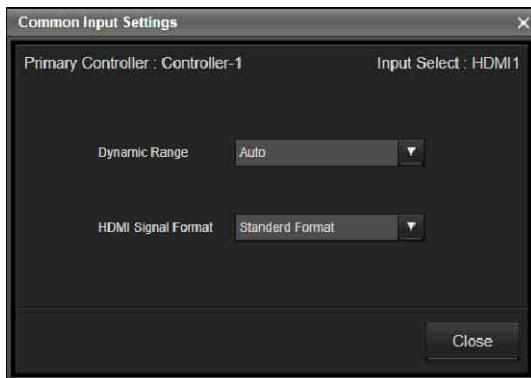 Common Input Settings
Primary Controller : Controller-1 Input Select : HDMI1
Dynamic Range Auto
HDMI Signal Format Standerd Format
Close